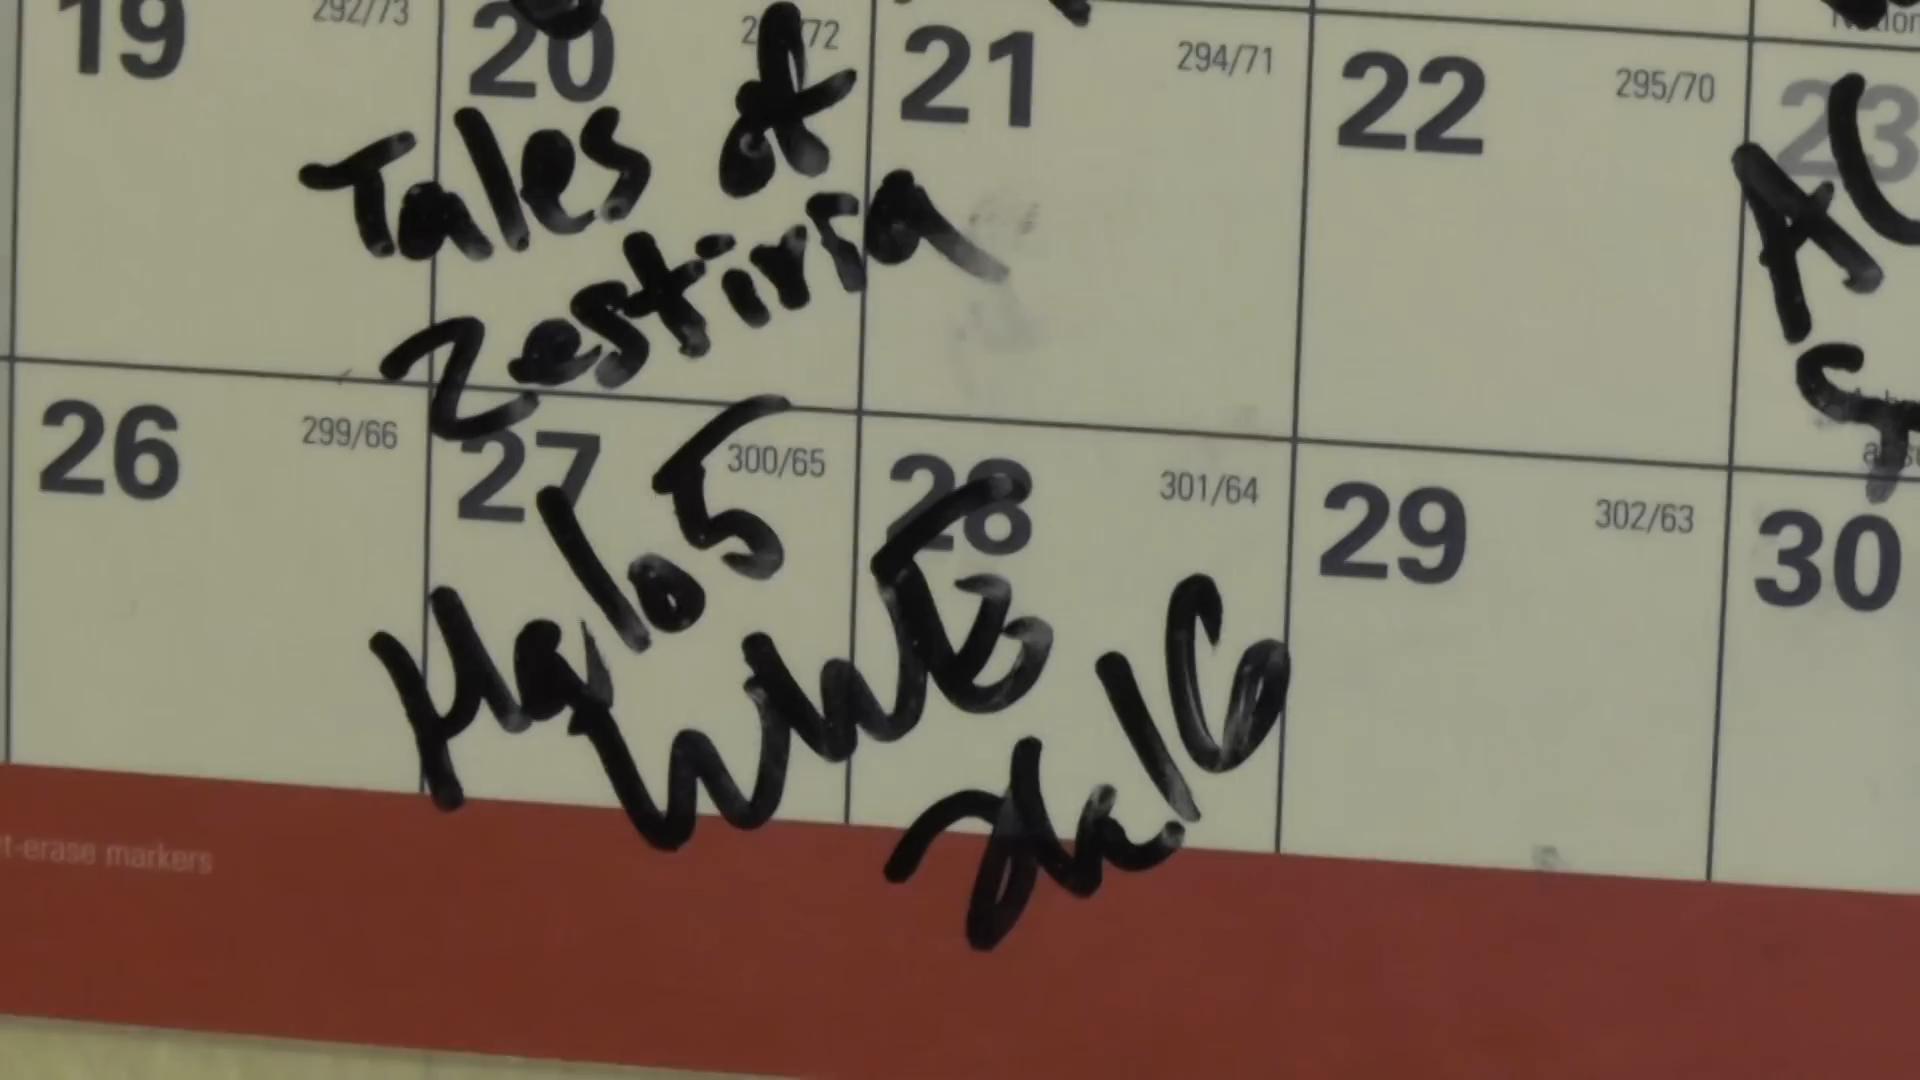 19 292/73 20 21 294/71 22 295/70 23
Tales of
Zestiria
26 299/66 27 300/65 28 301/64 29 302/63 30
Halo 5
WWE
2k16
t-erase markers